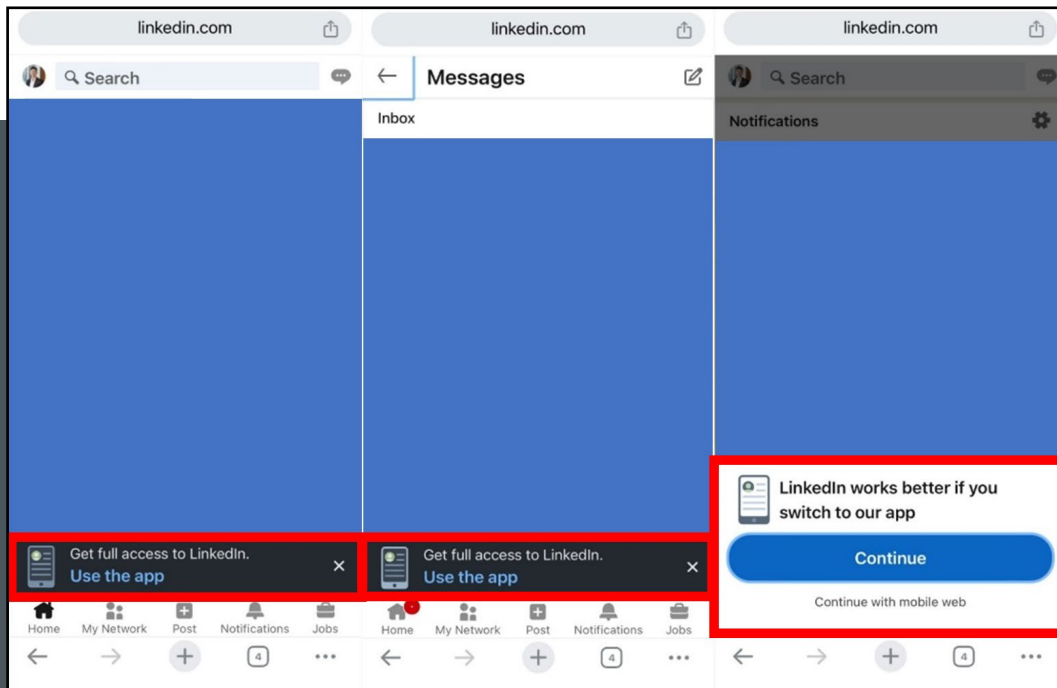 linkedin.com
Search
Get full access to LinkedIn.
Use the app
Home My Network Post Notifications Jobs
4
linkedin.com
Messages
Inbox
Get full access to LinkedIn.
Use the app
Home My Network Post Notifications Jobs
4
linkedin.com
Search
Notifications
LinkedIn works better if you
switch to our app
Continue
Continue with mobile web
4